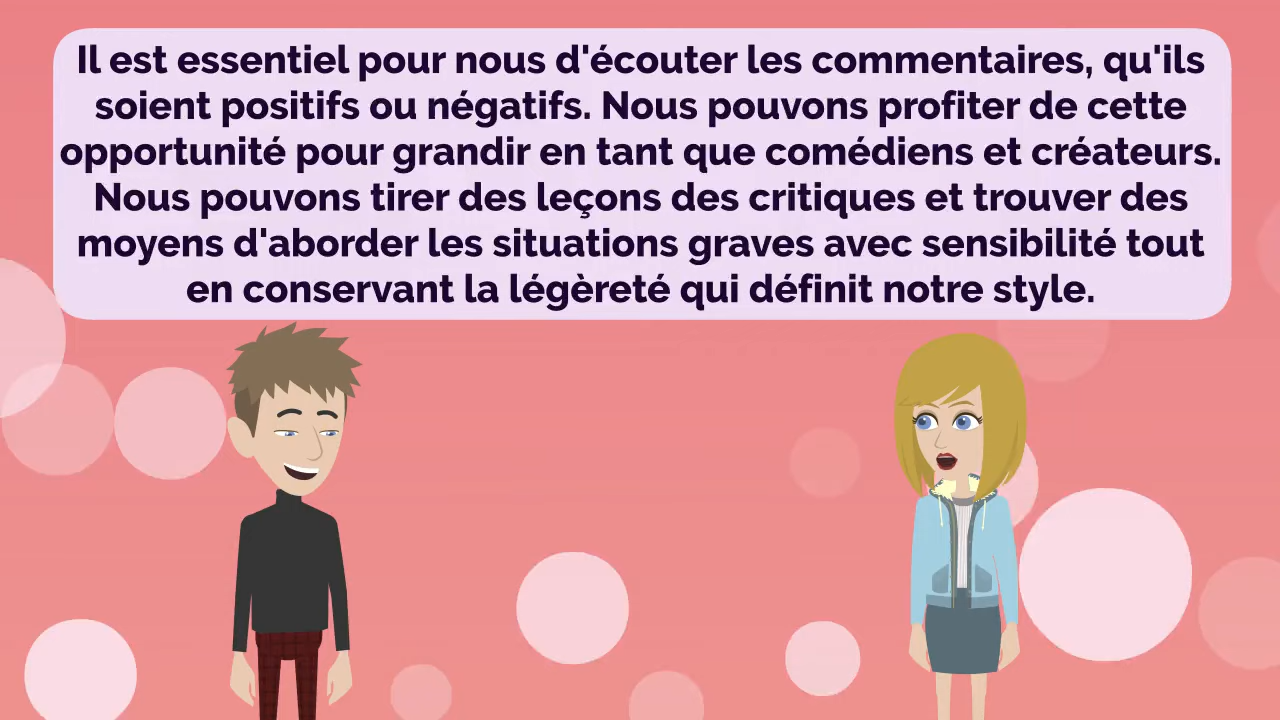 Il est essentiel pour nous d'écouter les commentaires, qu'ils
soient positifs ou négatifs. Nous pouvons profiter de cette
opportunité pour grandir en tant que comédiens et créateurs.
Nous pouvons tirer des leçons des critiques et trouver des
moyens d'aborder les situations graves avec sensibilité tout
en conservant la légèreté qui définit notre style.